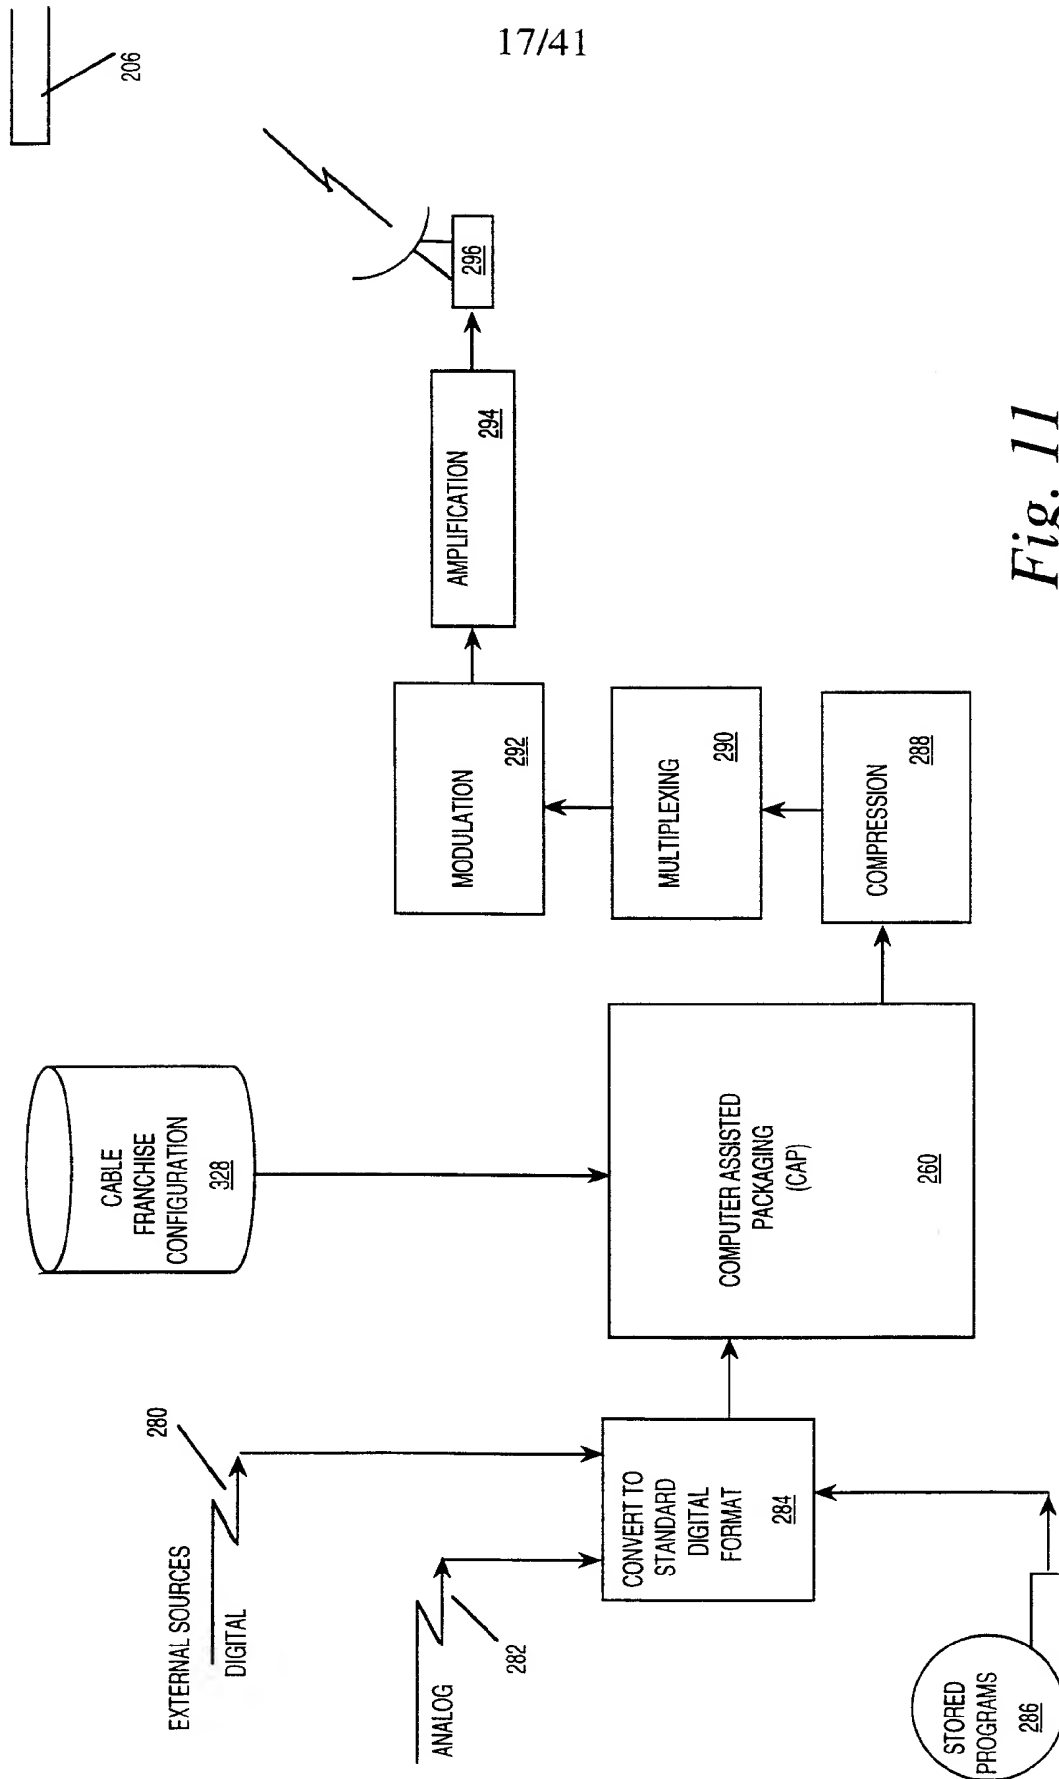 17/41
206
296
AMPLIFICATION
294
MODULATION
292
MULTIPLEXING
290
COMPRESSION
288
CABLE
FRANCHISE
CONFIGURATION
328
COMPUTER ASSISTED
PACKAGING
(CAP)
260
EXTERNAL SOURCES
DIGITAL
280
ANALOG
282
CONVERT TO
STANDARD
DIGITAL
FORMAT
284
STORED
PROGRAMS
286
Fig. 11